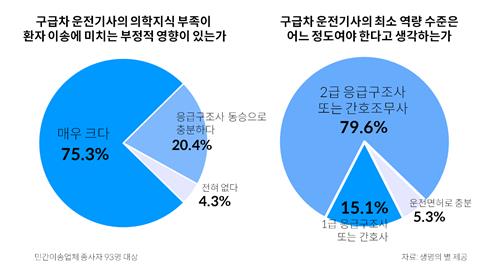 구급차 운전기사의 의학지식 부족이
환자 이송에 미치는 부정적 영향이 있는가
매우 크다
75.3%
응급구조사 동승으로
충분하다
20.4%
전혀 없다
4.3%
민간이송업체 종사자 93명 대상
구급차 운전기사의 최소 역량 수준은
어느 정도여야 한다고 생각하는가
2급 응급구조사
또는 간호조무사
79.6%
15.1%
1급 응급구조사
또는 간호사
운전면허로 충분
5.3%
자료: 생명의 별 제공